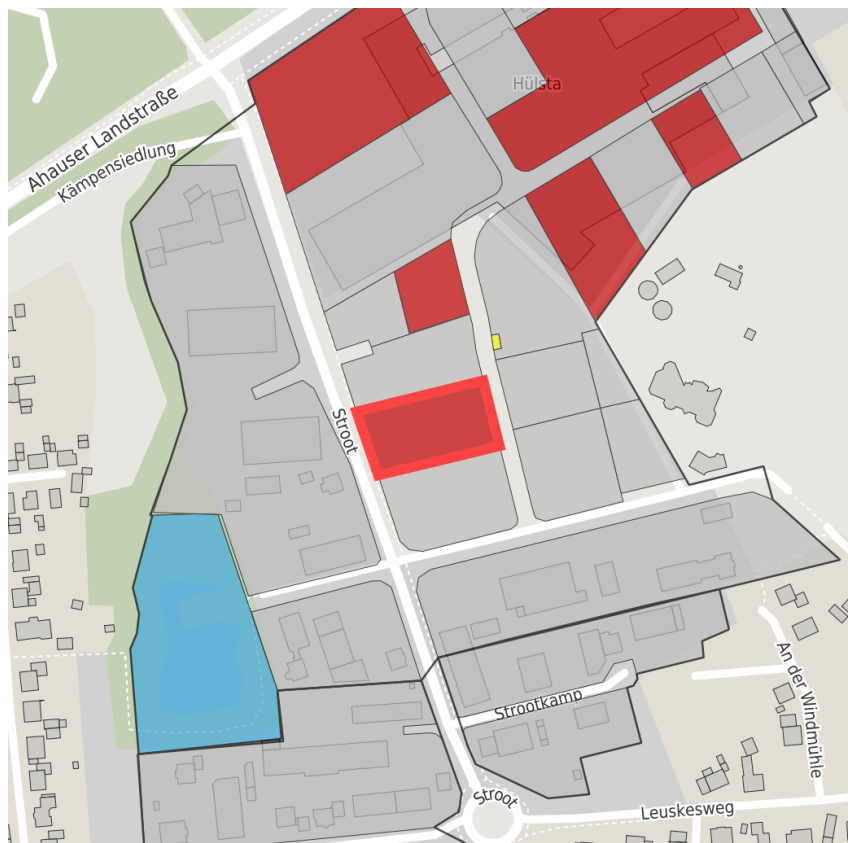 Hülsta
Ahauser Landstraße
Kämpensiedlung
Stroot
Strootkamp
An der Windmühle
Stroot
Leuskesweg